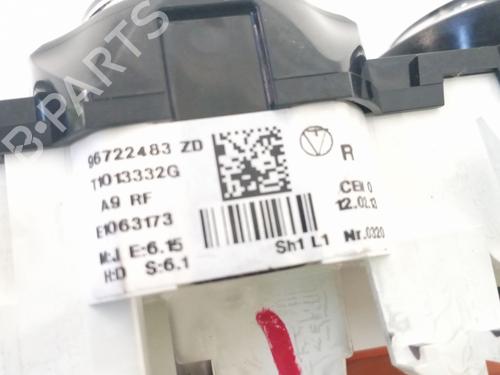 B-PARTS
96722483 ZD
T1013332G
A9 RF
E1063173
M:J E:6.15
H:D S:6.1
Sh1 L1
R
CEII 0
12.02.13
Nr.0320